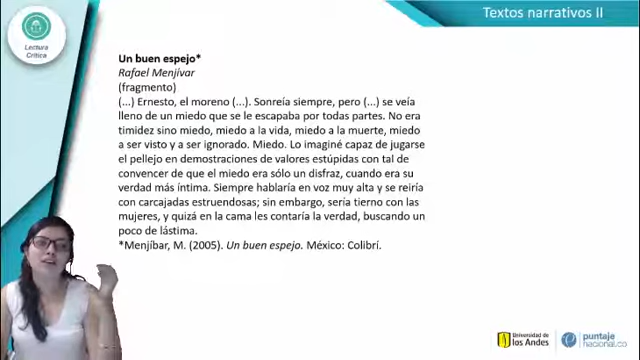 Textos narrativos II
Lectura
Crítica
Un buen espejo*
Rafael Menjívar
(fragmento)
(...) Ernesto, el moreno (...). Sonreía siempre, pero (...) se veía
lleno de un miedo que se le escapaba por todas partes. No era
timidez sino miedo, miedo a la vida, miedo a la muerte, miedo
a ser visto y a ser ignorado. Miedo. Lo imaginé capaz de jugarse
el pellejo en demostraciones de valores estúpidas con tal de
convencer de que el miedo era sólo un disfraz, cuando era su
verdad más íntima. Siempre hablaría en voz muy alta y se reiría
con carcajadas estruendosas; sin embargo, sería tierno con las
mujeres, y quizá en la cama les contaría la verdad, buscando un
poco de lástima.
*Menjíbar, M. (2005). Un buen espejo. México: Colibrí.
Universidad de
los Andes
puntaje
nacional.co